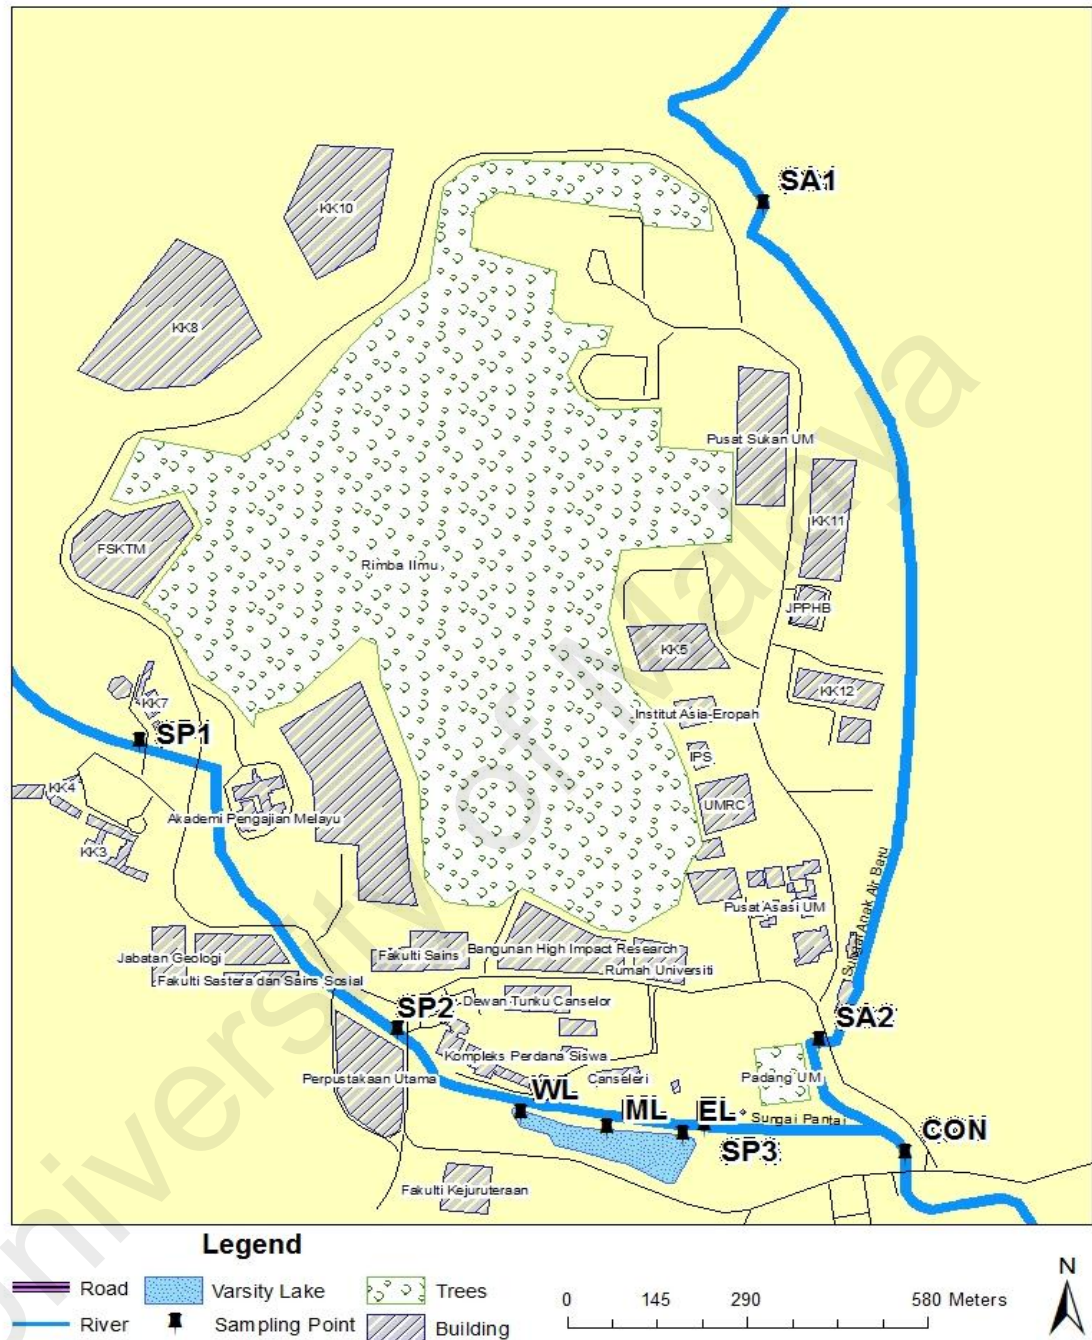 SA1
KK10
KK8
Pusat Sukan UM
KK11
FSKTM
Rimba Ilmu
JPPHB
KK5
KK12
KK7
Institut Asia-Eropah
SP1
IPS
KK4
UMRC
Akademi Pengajian Melayu
KK3
Pusat Asasi UM
Sungai Anak Air Batu
Jabatan Geologi
Fakulti Sains
Bangunan High Impact Research
Rumah Universiti
Fakulti Sastera dan Sains Sosial
Dewan Tunku Canselor
SP2
SA2
Kompleks Perdana Siswa
Perpustakaan Utama
Canseleri
Padang UM
WL
ML
EL
Sungai Pantai
SP3
CON
Fakulti Kejuruteraan
University of Malaya
Legend
Road
Varsity Lake
Trees
River
Sampling Point
Building
0 145 290 580 Meters
N